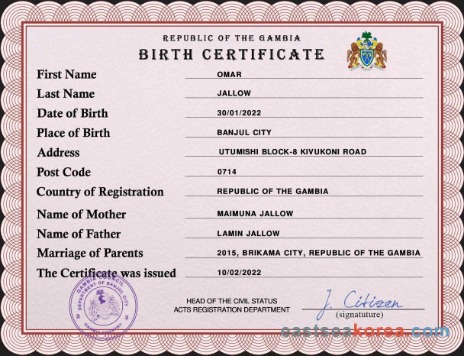 REPUBLIC OF THE GAMBIA
BIRTH CERTIFICATE
First Name OMAR
Last Name JALLOW
Date of Birth 30/01/2022
Place of Birth BANJUL CITY
Address UTUMISHI BLOCK-8 KIVUKONI ROAD
Post Code 0714
Country of Registration REPUBLIC OF THE GAMBIA
Name of Mother MAIMUNA JALLOW
Name of Father LAMIN JALLOW
Marriage of Parents 2015, BRIKAMA CITY, REPUBLIC OF THE GAMBIA
The Certificate was issued 10/02/2022
GAMBIA COUNCIL
HEAD OF THE CIVIL STATUS
ACTS REGISTRATION DEPARTMENT
J. Citizen
(signatuture)
eastseakorea.com